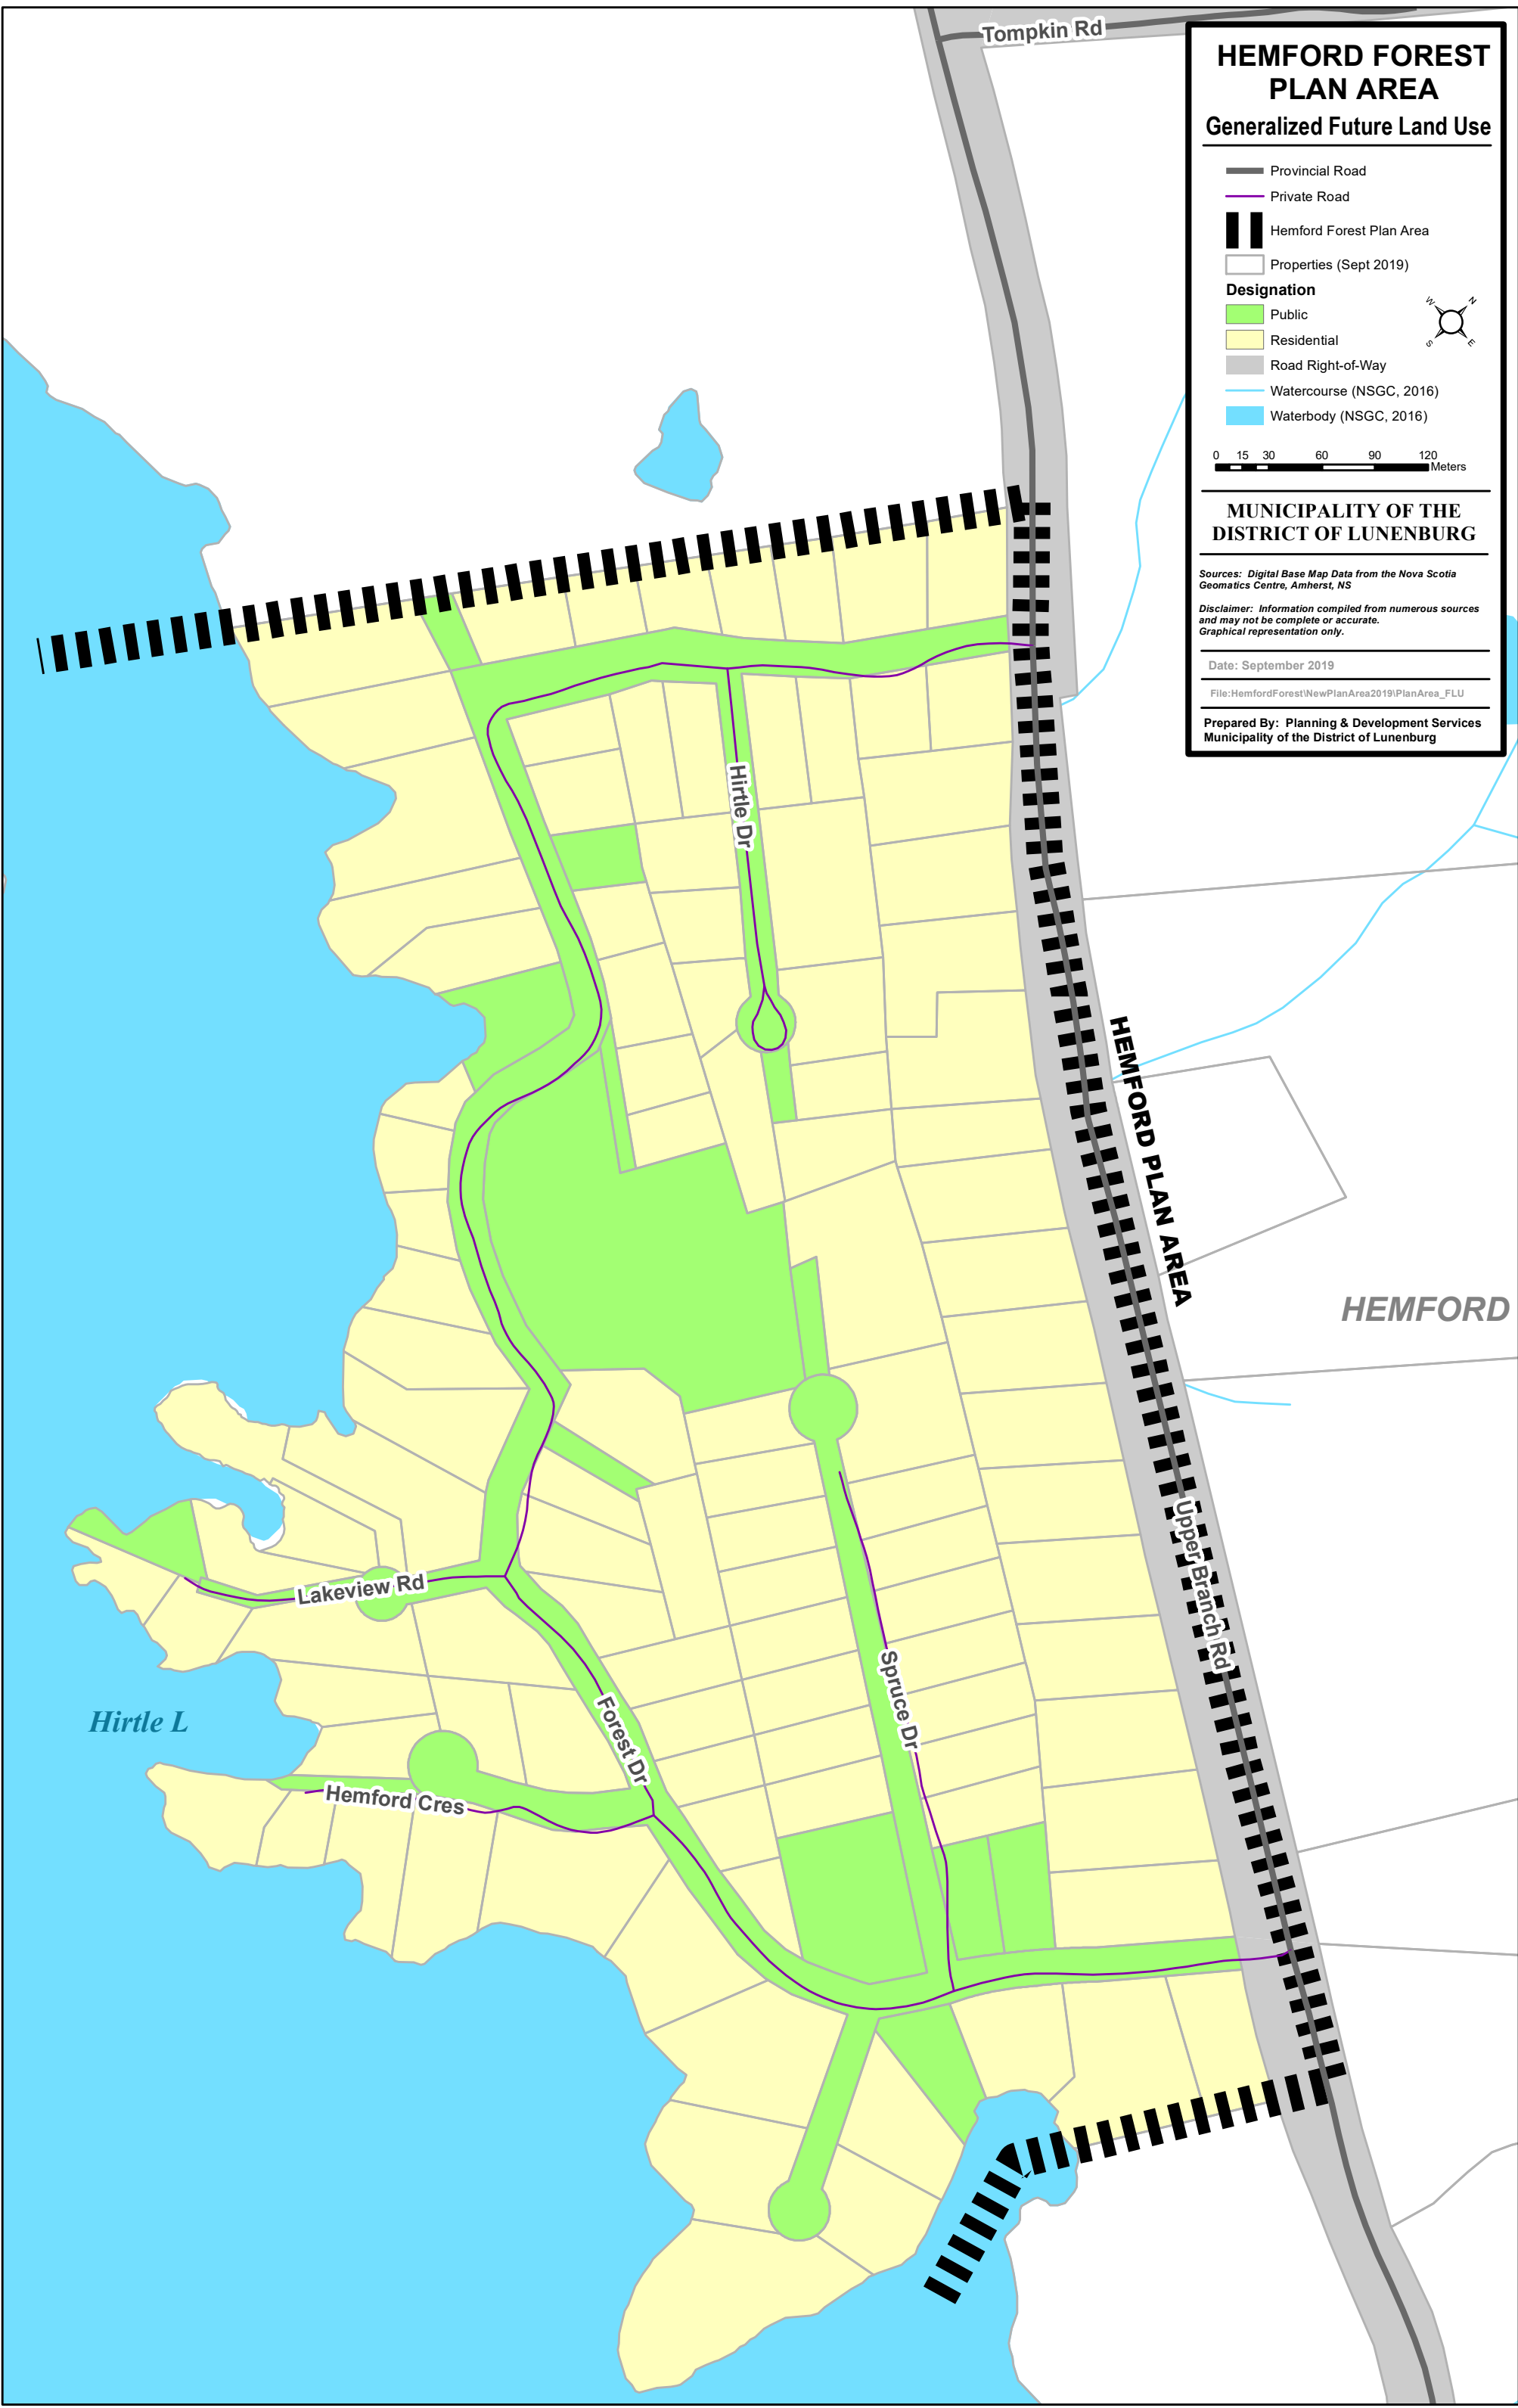 Tompkin Rd
HEMFORD FOREST
PLAN AREA
Generalized Future Land Use
Provincial Road
Private Road
Hemford Forest Plan Area
Properties (Sept 2019)
Designation
Public
Residential
Road Right-of-Way
Watercourse (NSGC, 2016)
Waterbody (NSGC, 2016)
W N
S E
0 15 30 60 90 120
Meters
MUNICIPALITY OF THE
DISTRICT OF LUNENBURG
Sources: Digital Base Map Data from the Nova Scotia
Geomatics Centre, Amherst, NS
Disclaimer: Information compiled from numerous sources
and may not be complete or accurate.
Graphical representation only.
Date: September 2019
File:HemfordForest\NewPlanArea2019\PlanArea_FLU
Prepared By: Planning & Development Services
Municipality of the District of Lunenburg
Hirtle Dr
HEMFORD PLAN AREA
HEMFORD
Upper Branch Rd
Lakeview Rd
Spruce Dr
Forest Dr
Hirtle L
Hemford Cres